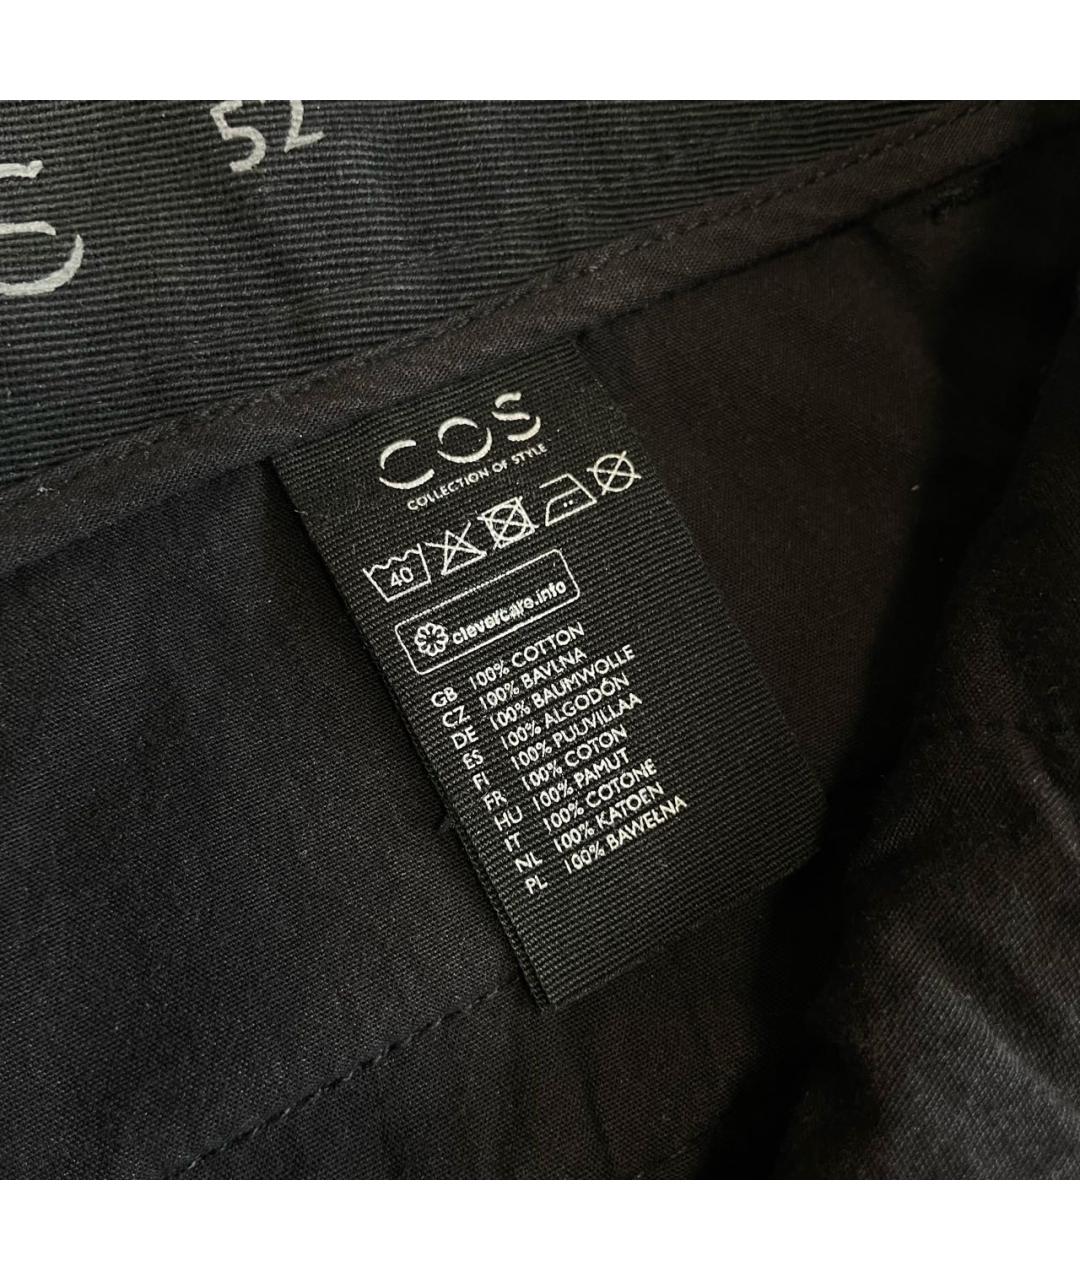 52
S
COS
COLLECTION OF STYLE
40
clevercare.info
GB 100% COTTON
CZ 100% BAVLNA
DE 100% BAUMWOLLE
ES 100% ALGODÓN
FI 100% PUUVILLAA
FR 100% COTON
HU 100% PAMUT
IT 100% COTONE
NL 100% KATOEN
PL 100% BAWEŁNA